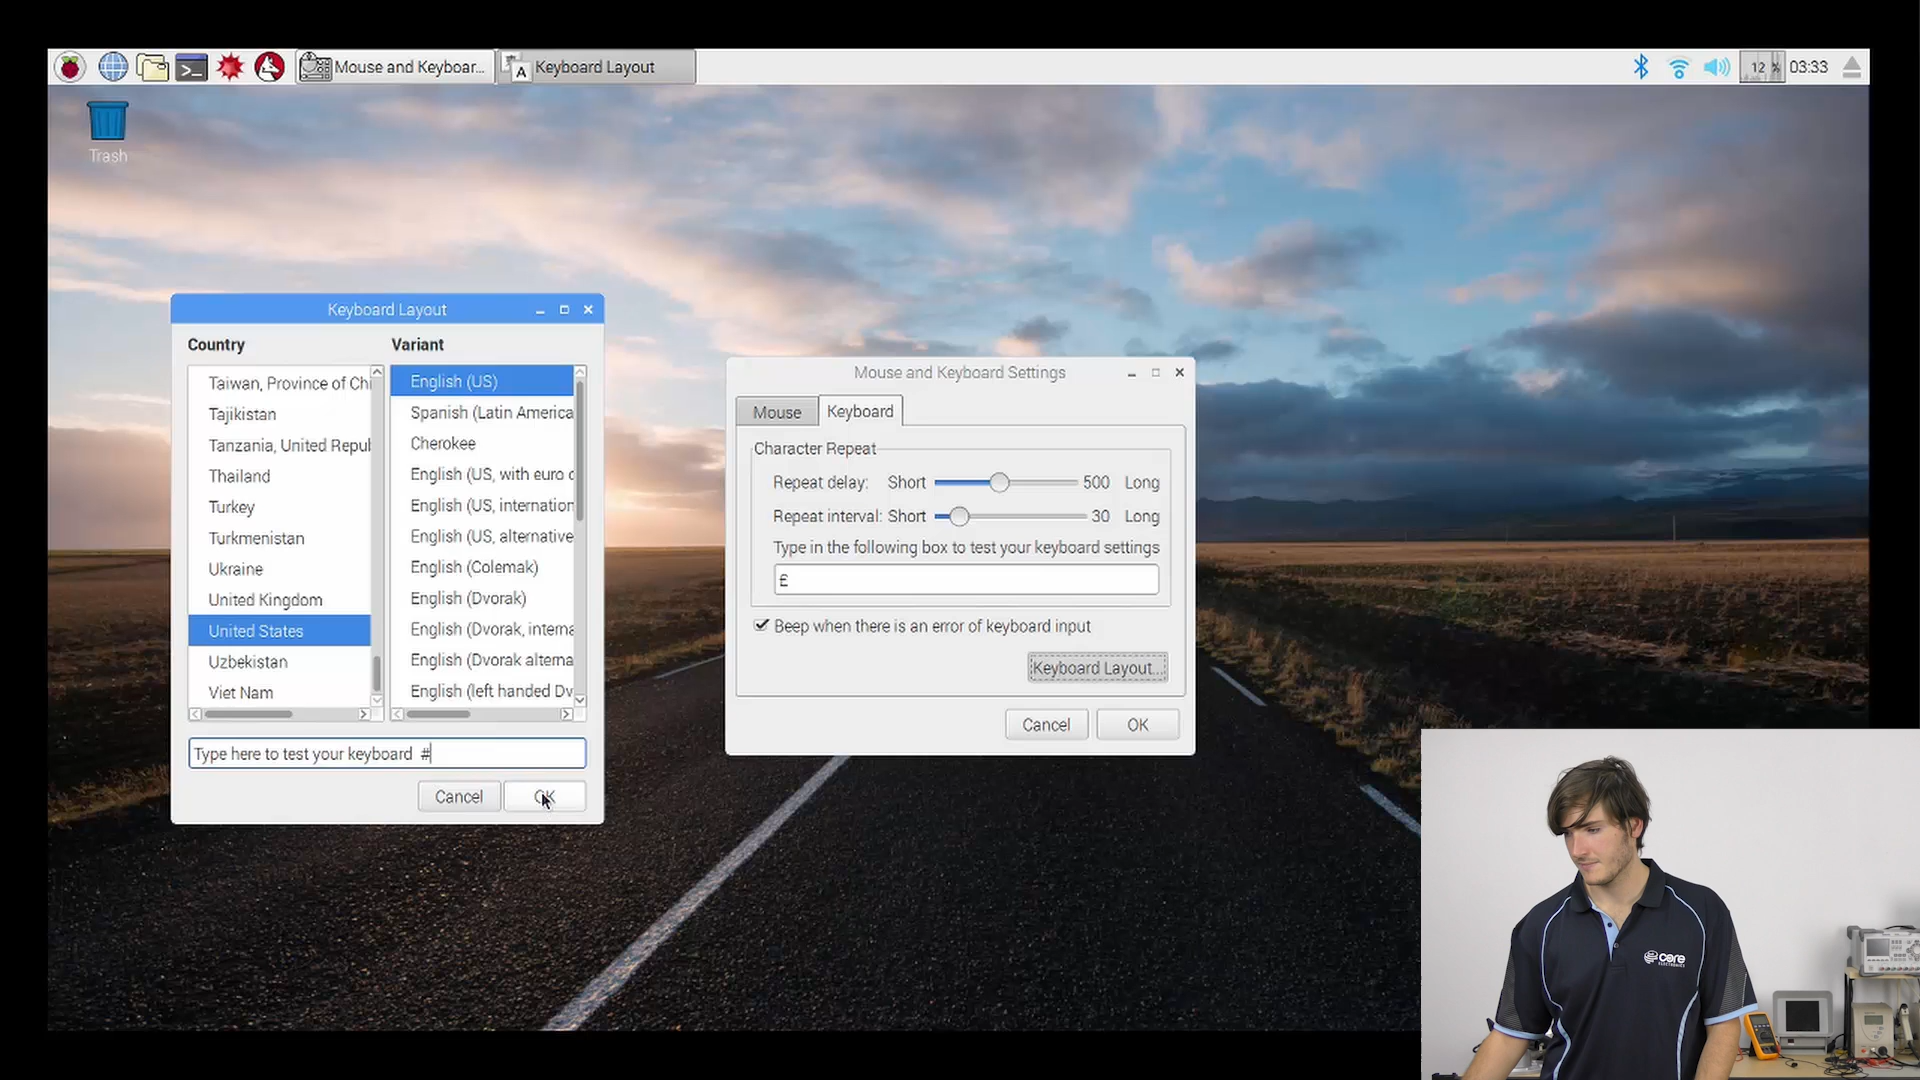 Mouse and Keyboar...
Keyboard Layout
12 %
03:33
Trash
Keyboard Layout
Country
Variant
Taiwan, Province of Chi
Tajikistan
Tanzania, United Repul
Thailand
Turkey
Turkmenistan
Ukraine
United Kingdom
United States
Uzbekistan
Viet Nam
English (US)
Spanish (Latin America
Cherokee
English (US, with euro o
English (US, internation
English (US, alternative
English (Colemak)
English (Dvorak)
English (Dvorak, interna
English (Dvorak alterna
English (left handed Dv
Type here to test your keyboard #
Cancel
OK
Mouse and Keyboard Settings
Mouse
Keyboard
Character Repeat
Repeat delay: Short 500 Long
Repeat interval: Short 30 Long
Type in the following box to test your keyboard settings
£
Beep when there is an error of keyboard input
Keyboard Layout...
Cancel
OK
core
ELECTRONICS